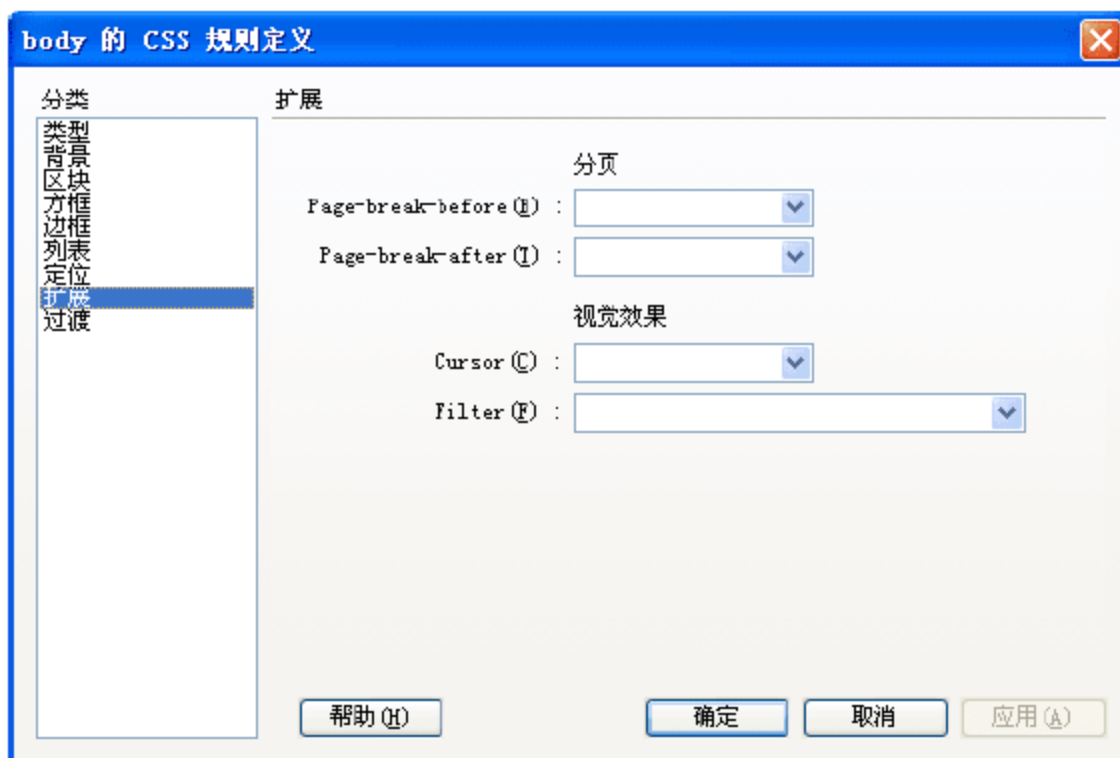 body 的 CSS 规则定义
分类
类型
背景
区块
方框
边框
列表
定位
扩展
过渡
扩展
分页
Page-break-before(B) :
Page-break-after(T) :
视觉效果
Cursor(C) :
Filter(F) :
帮助(H)
确定
取消
应用(A)